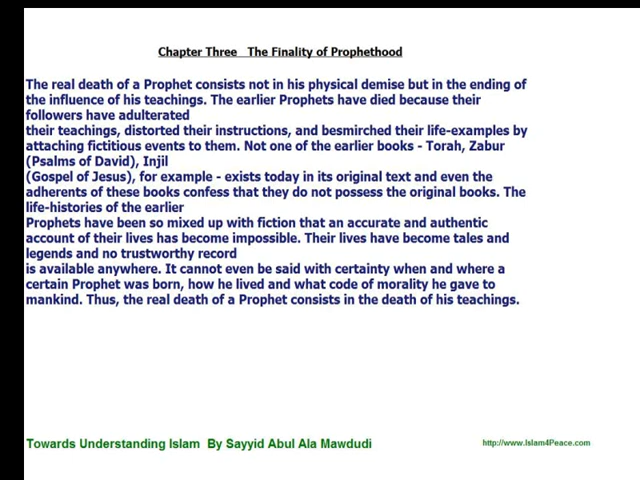 Chapter Three   The Finality of Prophethood
The real death of a Prophet consists not in his physical demise but in the ending of
the influence of his teachings. The earlier Prophets have died because their
followers have adulterated
their teachings, distorted their instructions, and besmirched their life-examples by
attaching fictitious events to them. Not one of the earlier books - Torah, Zabur
(Psalms of David), Injil
(Gospel of Jesus), for example - exists today in its original text and even the
adherents of these books confess that they do not possess the original books. The
life-histories of the earlier
Prophets have been so mixed up with fiction that an accurate and authentic
account of their lives has become impossible. Their lives have become tales and
legends and no trustworthy record
is available anywhere. It cannot even be said with certainty when and where a
certain Prophet was born, how he lived and what code of morality he gave to
mankind. Thus, the real death of a Prophet consists in the death of his teachings.
Towards Understanding Islam  By Sayyid Abul Ala Mawdudi
http://www.Islam4Peace.com